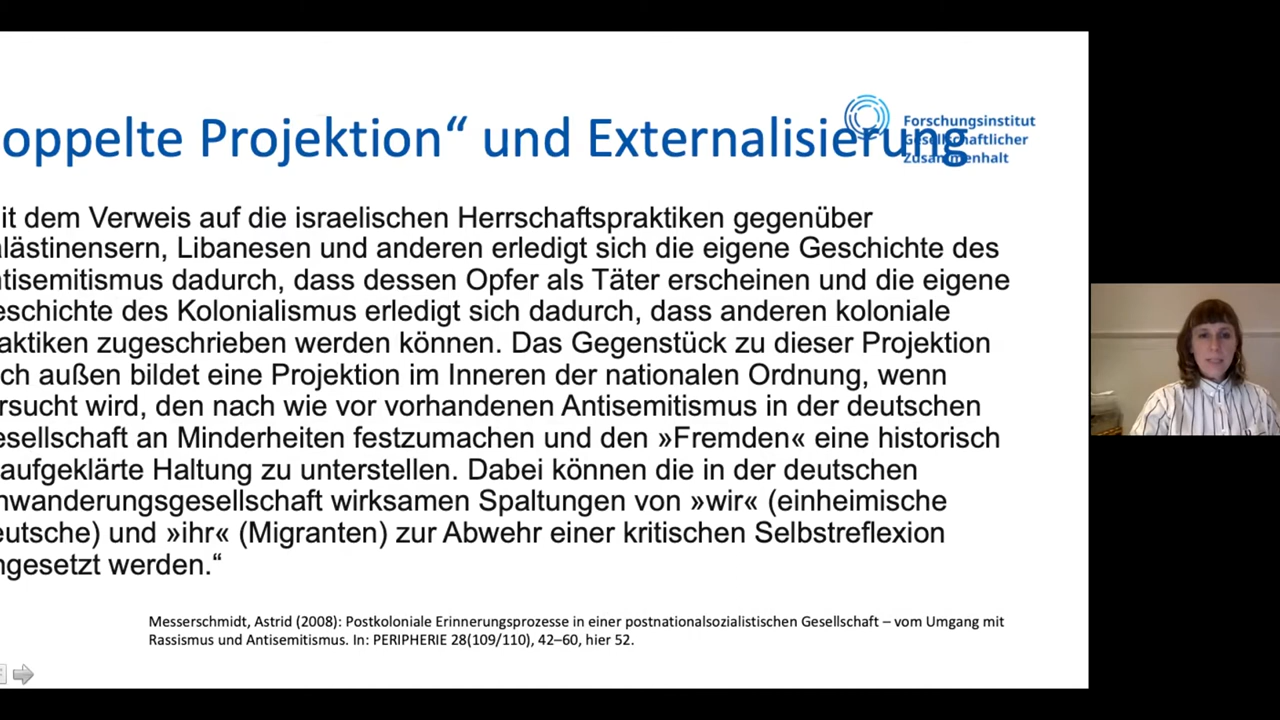 oppelte Projektion“ und Externalisierung
Forschungsinstitut
Gesellschaftlicher
Zusammenhalt
it dem Verweis auf die israelischen Herrschaftspraktiken gegenüber
alästinensern, Libanesen und anderen erledigt sich die eigene Geschichte des
ntisemitismus dadurch, dass dessen Opfer als Täter erscheinen und die eigene
eschichte des Kolonialismus erledigt sich dadurch, dass anderen koloniale
aktiken zugeschrieben werden können. Das Gegenstück zu dieser Projektion
ch außen bildet eine Projektion im Inneren der nationalen Ordnung, wenn
rsucht wird, den nach wie vor vorhandenen Antisemitismus in der deutschen
esellschaft an Minderheiten festzumachen und den »Fremden« eine historisch
aufgeklärte Haltung zu unterstellen. Dabei können die in der deutschen
nwanderungsgesellschaft wirksamen Spaltungen von »wir« (einheimische
eutsche) und »ihr« (Migranten) zur Abwehr einer kritischen Selbstreflexion
ngesetzt werden.“
Messerschmidt, Astrid (2008): Postkoloniale Erinnerungsprozesse in einer postnationalsozialistischen Gesellschaft – vom Umgang mit
Rassismus und Antisemitismus. In: PERIPHERIE 28(109/110), 42–60, hier 52.